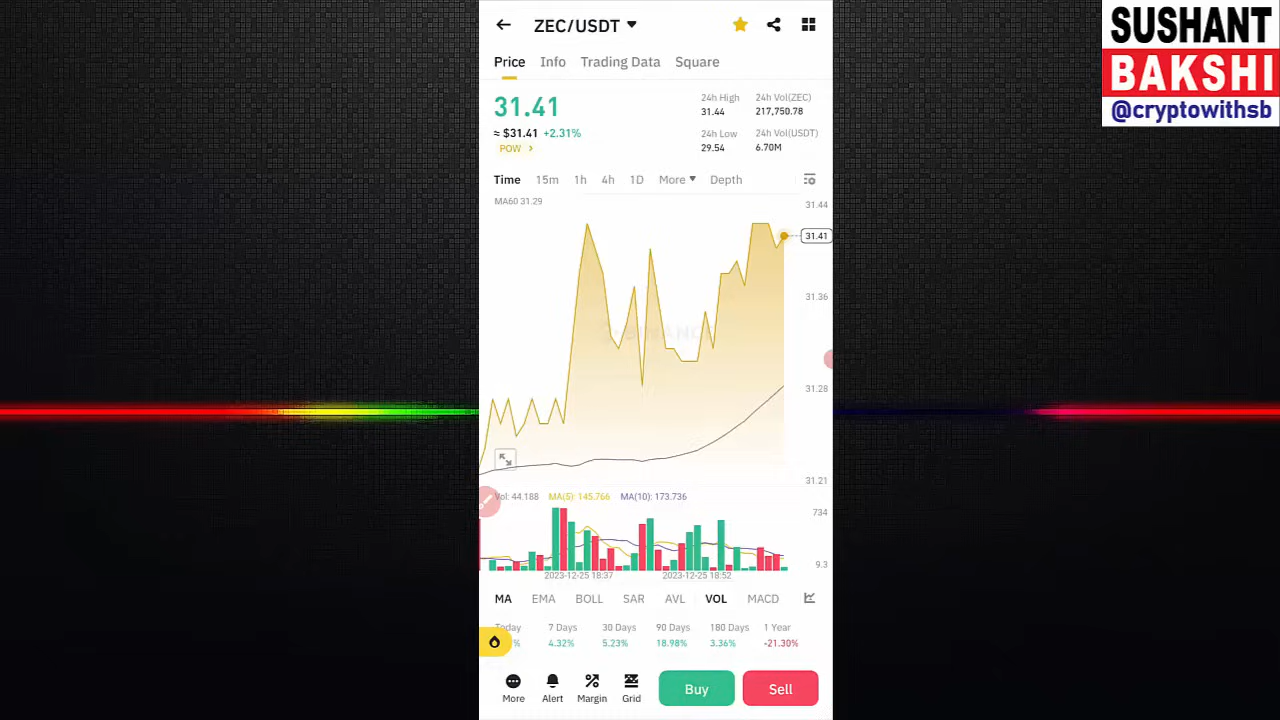 ZEC/USDT
SUSHANT
BAKSHI
@cryptowithsb
Price Info Trading Data Square
31.41
≈ $31.41 +2.31%
POW
24h High 24h Vol(ZEC)
31.44 217,750.78
24h Low 24h Vol(USDT)
29.54 6.70M
Time 15m 1h 4h 1D More Depth
MA60 31.29
31.44
31.41
31.36
31.28
31.21
Vol: 44.188 MA(5): 145.766 MA(10): 173.736
734
9.3
2023-12-25 18:37 2023-12-25 18:52
MA EMA BOLL SAR AVL VOL MACD
Today 7 Days 30 Days 90 Days 180 Days 1 Year
% 4.32% 5.23% 18.98% 3.36% -21.30%
More Alert Margin Grid Buy Sell